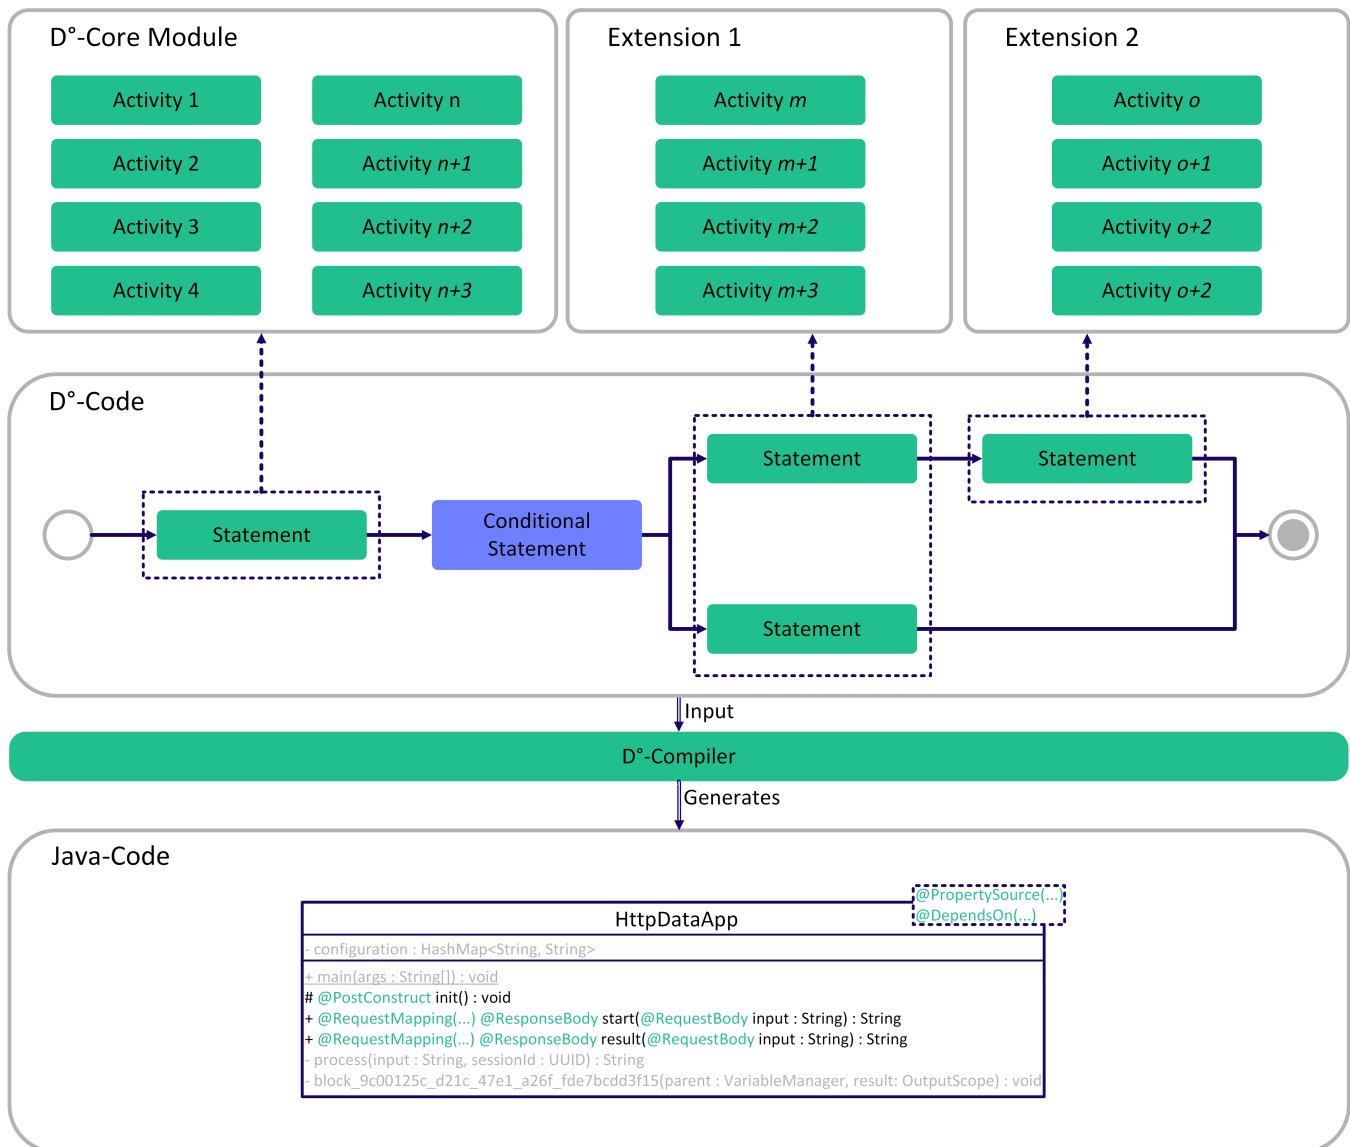 D°-Core Module
Activity 1
Activity 2
Activity 3
Activity 4
Activity n
Activity n+1
Activity n+2
Activity n+3
Extension 1
Activity m
Activity m+1
Activity m+2
Activity m+3
Extension 2
Activity o
Activity o+1
Activity o+2
Activity o+2
D°-Code
Statement
Conditional
Statement
Statement
Statement
Statement
Input
D°-Compiler
Generates
Java-Code
@PropertySource(...)
@DependsOn(...)
HttpDataApp
- configuration : HashMap<String, String>
+ main(args : String[]) : void
# @PostConstruct init() : void
+ @RequestMapping(...) @ResponseBody start(@RequestBody input : String) : String
+ @RequestMapping(...) @ResponseBody result(@RequestBody input : String) : String
- process(input : String, sessionId : UUID) : String
- block_9c00125c_d21c_47e1_a26f_fde7bcdd3f15(parent : VariableManager, result: OutputScope) : void